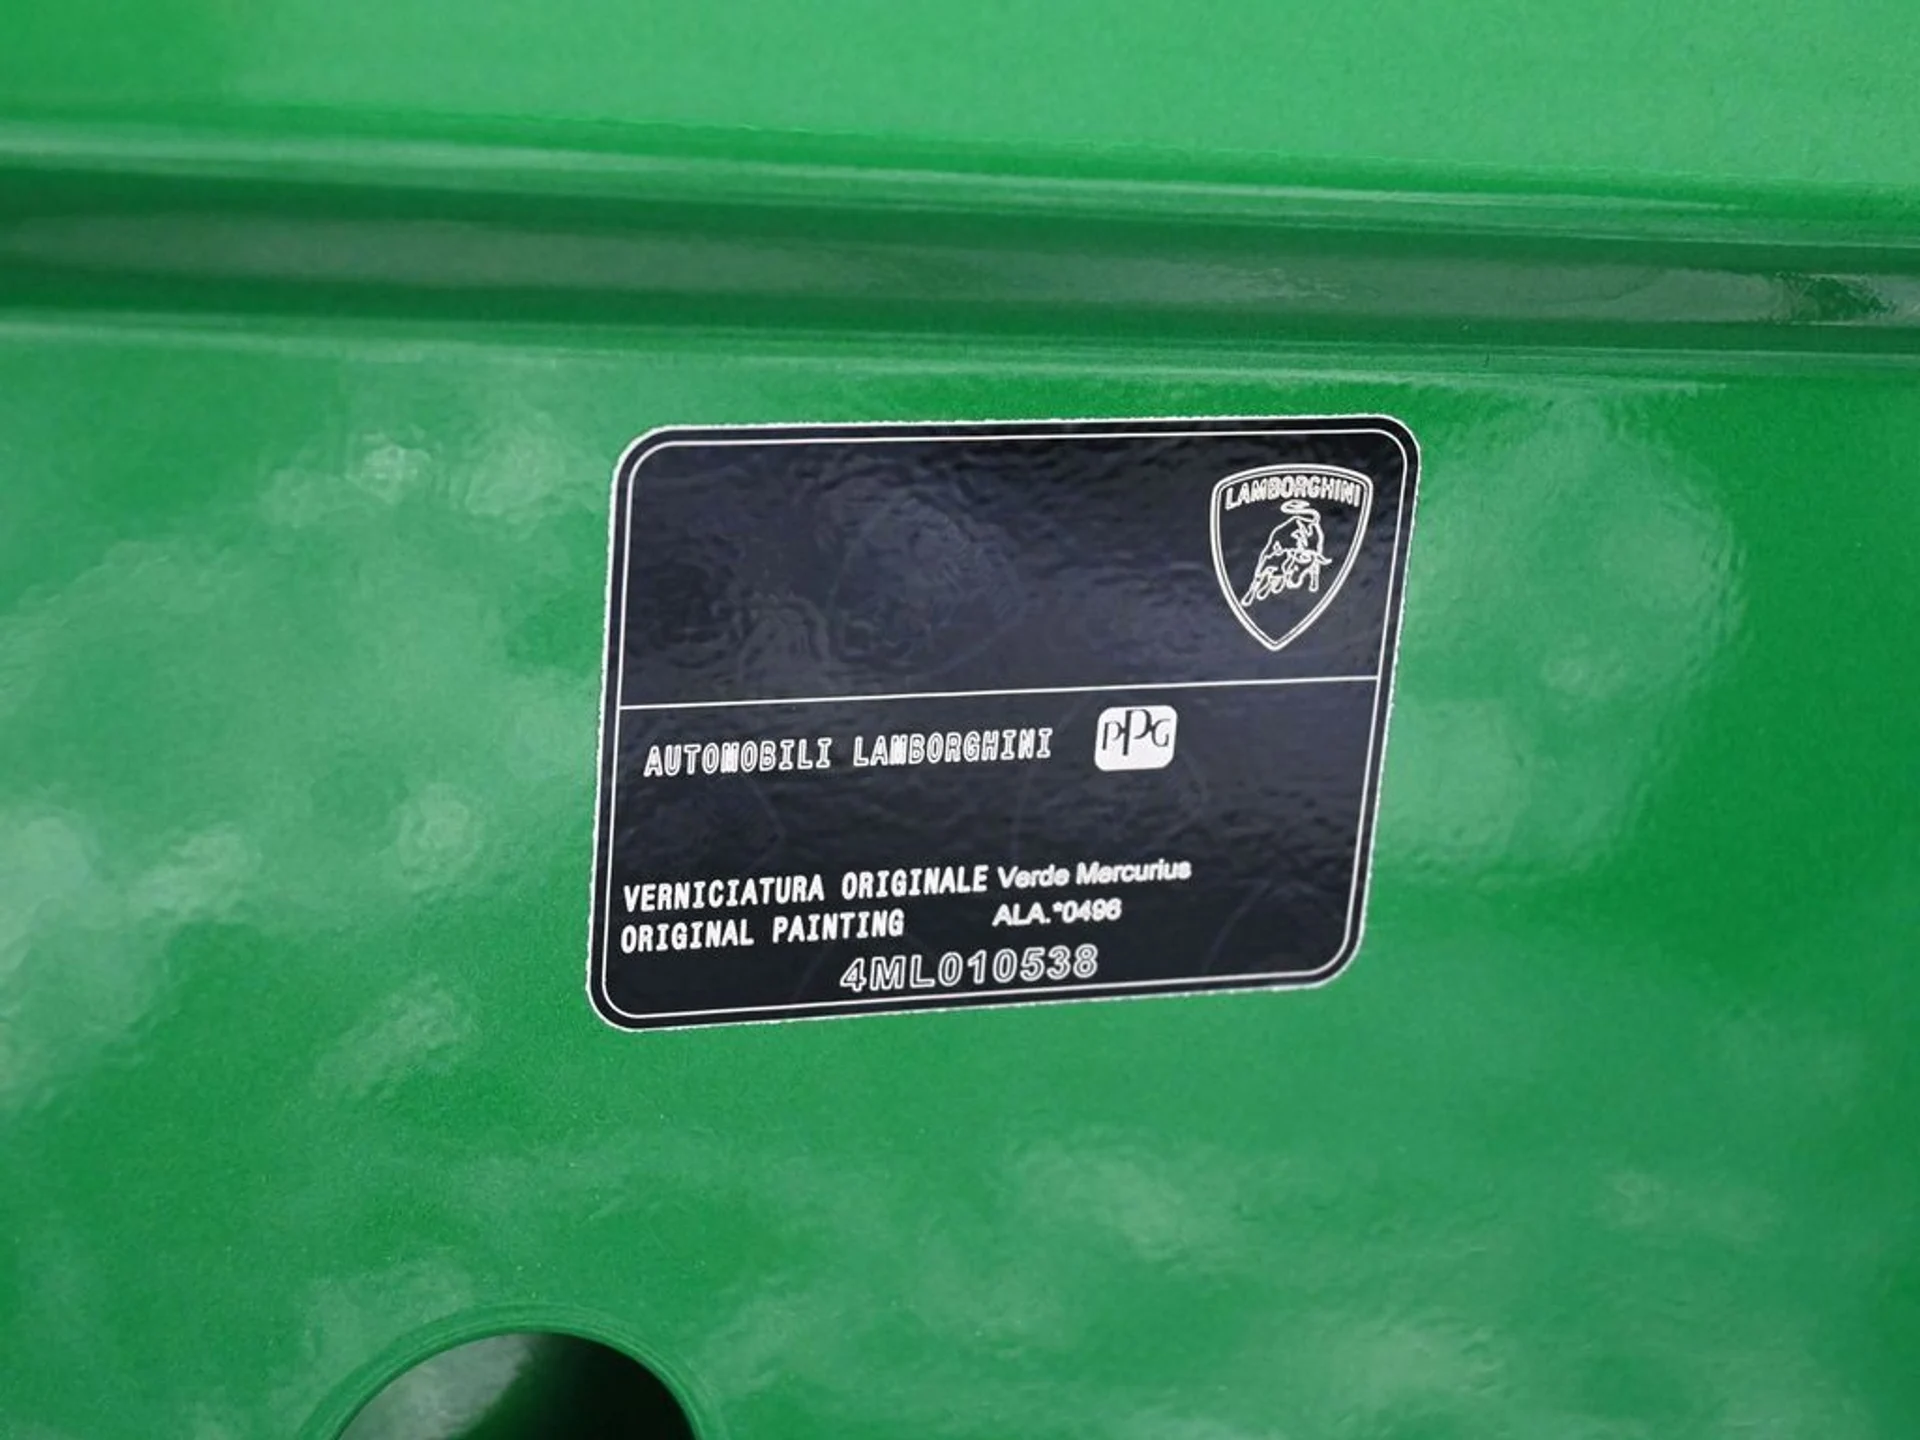 LAMBORGHINI
AUTOMOBILI LAMBORGHINI PPG
VERNICIATURA ORIGINALE Verde Mercurius
ORIGINAL PAINTING ALA.*0496
4ML010538